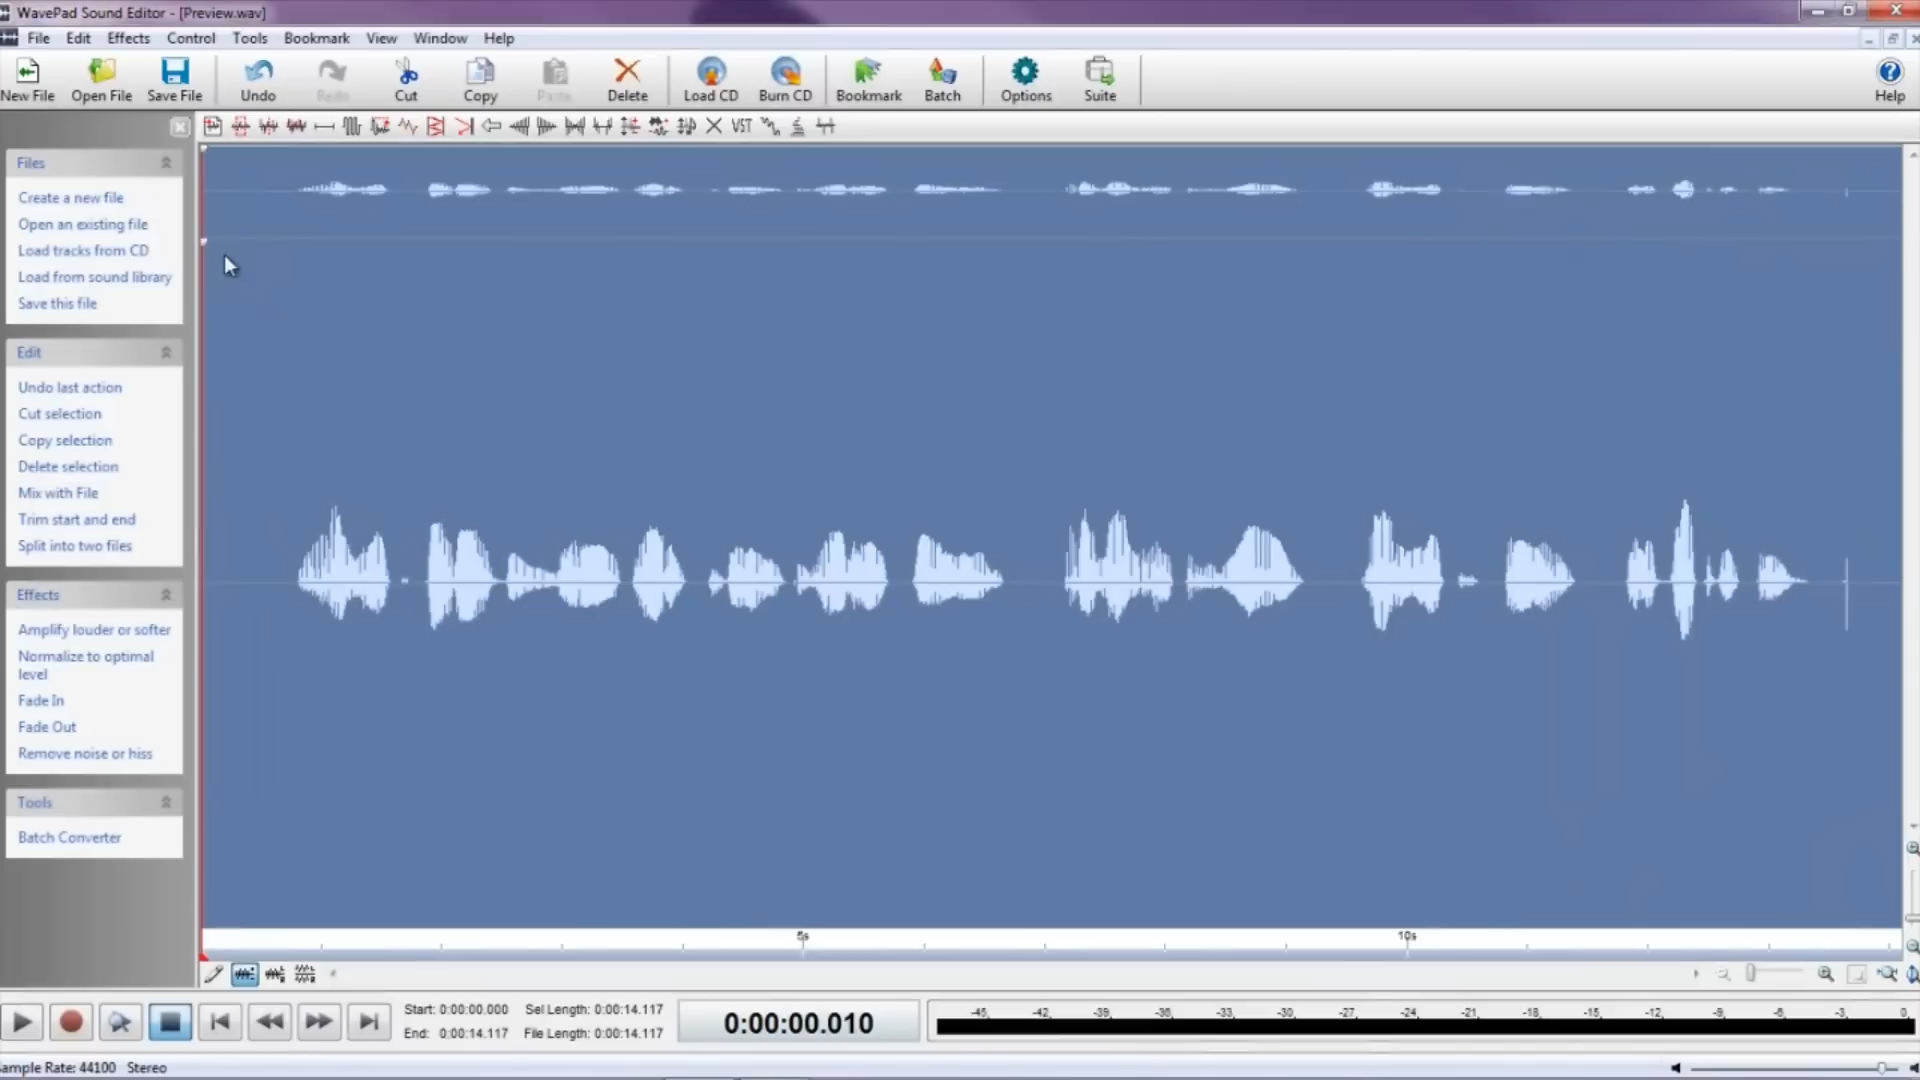 WavePad Sound Editor - [Preview.wav]
File Edit Effects Control Tools Bookmark View Window Help
New File Open File Save File Undo Redo Cut Copy Paste Delete Load CD Burn CD Bookmark Batch Options Suite Help
VST
Files
Create a new file
Open an existing file
Load tracks from CD
Load from sound library
Save this file
Edit
Undo last action
Cut selection
Copy selection
Delete selection
Mix with File
Trim start and end
Split into two files
Effects
Amplify louder or softer
Normalize to optimal
level
Fade In
Fade Out
Remove noise or hiss
Tools
Batch Converter
5s 10s
Start: 0:00:00.000 Sel Length: 0:00:14.117
End: 0:00:14.117 File Length: 0:00:14.117
0:00:00.010
-45 -42 -39 -36 -33 -30 -27 -24 -21 -18 -15 -12 -9 -6 -3 0
ample Rate: 44100 Stereo